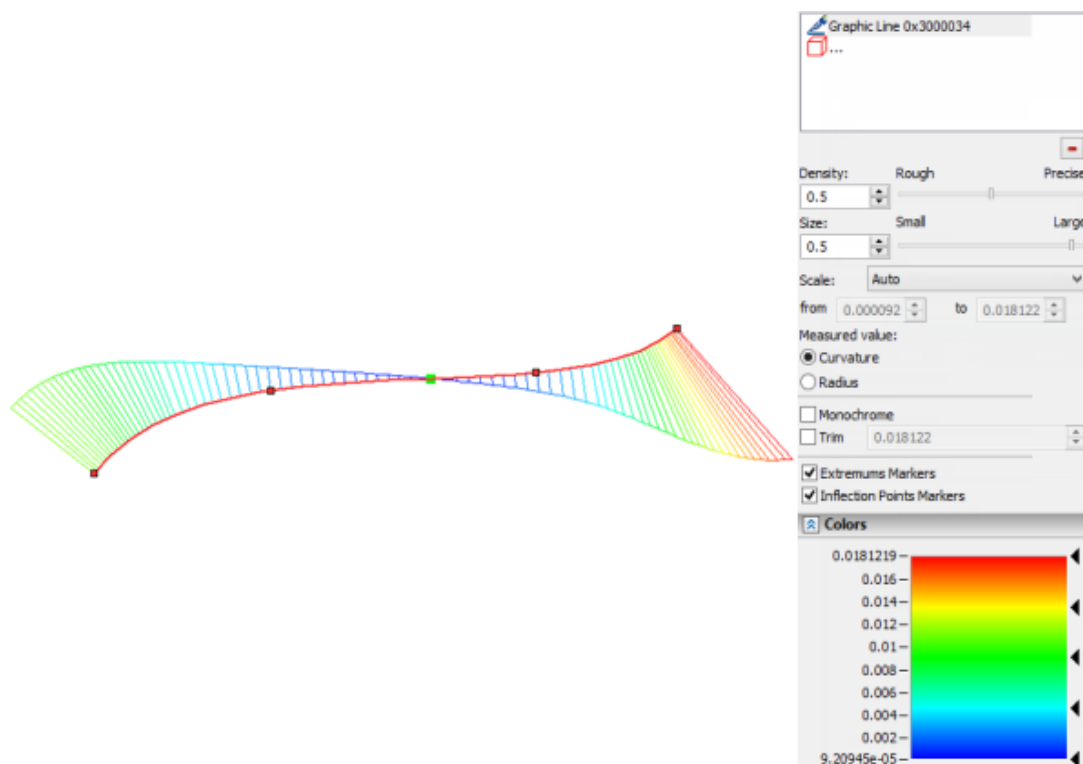 Graphic Line 0x3000034
...
Density: Rough Precise
0.5
Size: Small Large
0.5
Scale: Auto
from 0.000092 to 0.018122
Measured value:
Curvature
Radius
Monochrome
Trim 0.018122
Extremums Markers
Inflection Points Markers
Colors
0.0181219
0.016
0.014
0.012
0.01
0.008
0.006
0.004
0.002
9.20945e-05